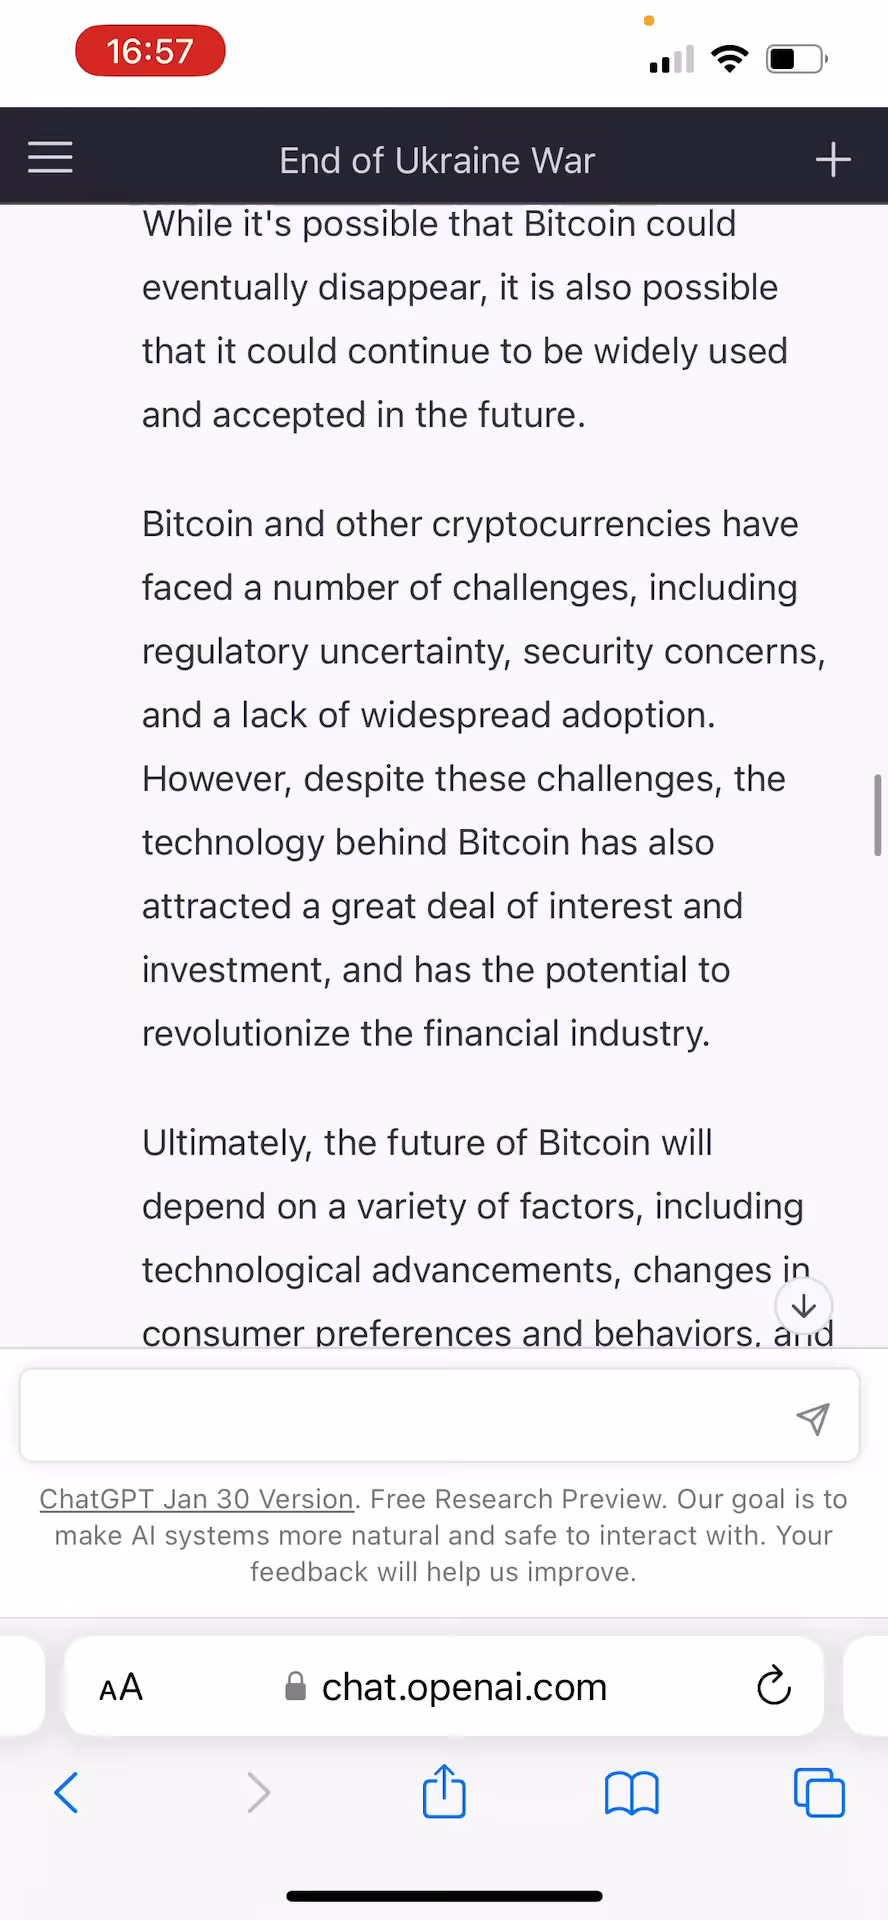 16:57
End of Ukraine War
While it's possible that Bitcoin could
eventually disappear, it is also possible
that it could continue to be widely used
and accepted in the future.
Bitcoin and other cryptocurrencies have
faced a number of challenges, including
regulatory uncertainty, security concerns,
and a lack of widespread adoption.
However, despite these challenges, the
technology behind Bitcoin has also
attracted a great deal of interest and
investment, and has the potential to
revolutionize the financial industry.
Ultimately, the future of Bitcoin will
depend on a variety of factors, including
technological advancements, changes in
consumer preferences and behaviors, and
ChatGPT Jan 30 Version. Free Research Preview. Our goal is to
make AI systems more natural and safe to interact with. Your
feedback will help us improve.
AA chat.openai.com